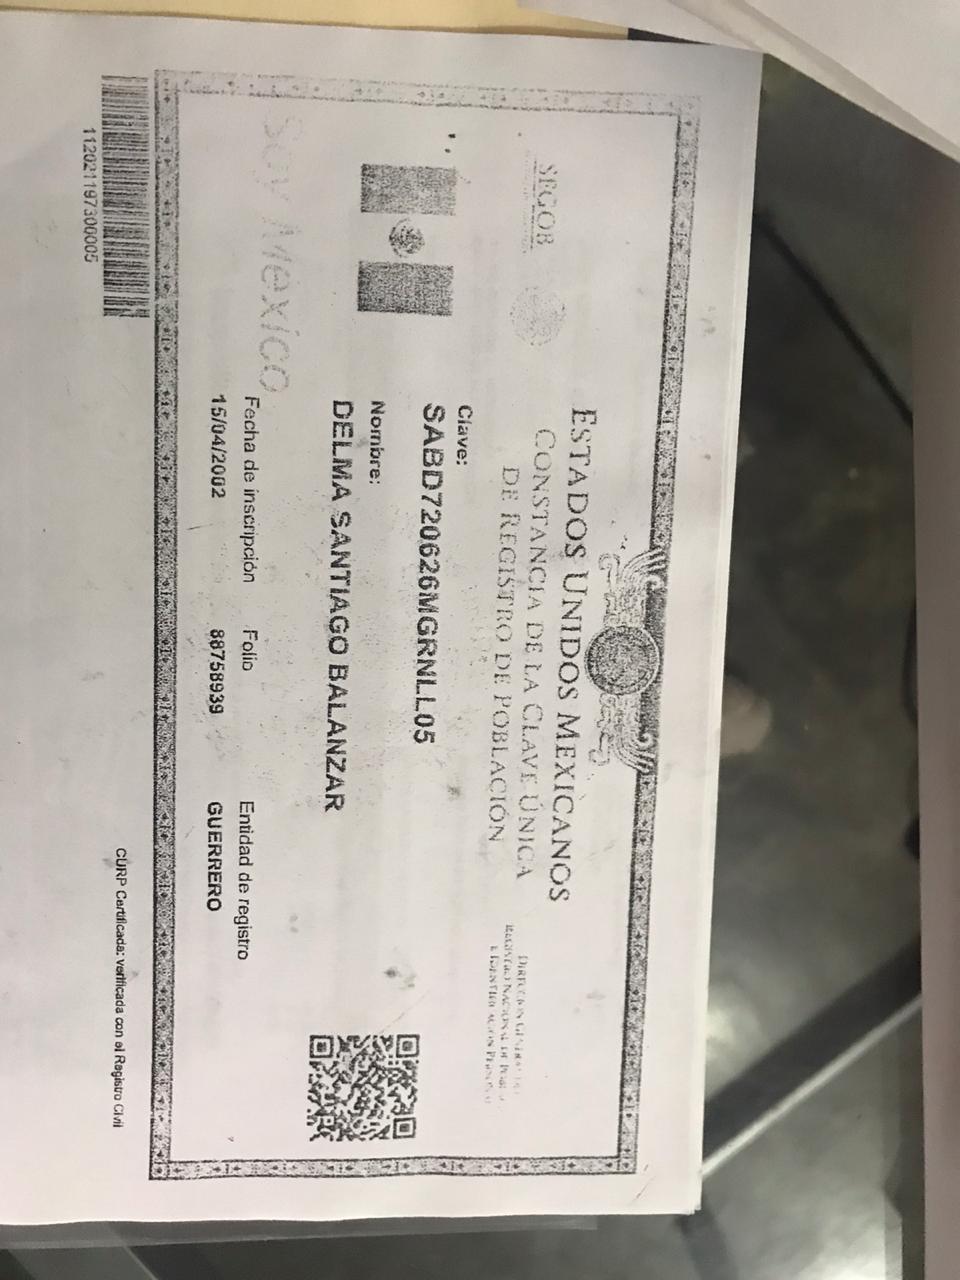 SEGOB
ESTADOS UNIDOS MEXICANOS
CONSTANCIA DE LA CLAVE ÚNICA
DE REGISTRO DE POBLACIÓN
DIRECCIÓN GENERAL DEL
REGISTRO NACIONAL DE POBLACIÓN
E IDENTIFICACIÓN PERSONAL
Clave:
SABD720626MGRNLL05
Nombre:
DELMA SANTIAGO BALANZAR
Soy México
Fecha de inscripción Folio Entidad de registro
15/04/2002 88758939 GUERRERO
112021197300005
CURP Certificada: verificada con el Registro Civil